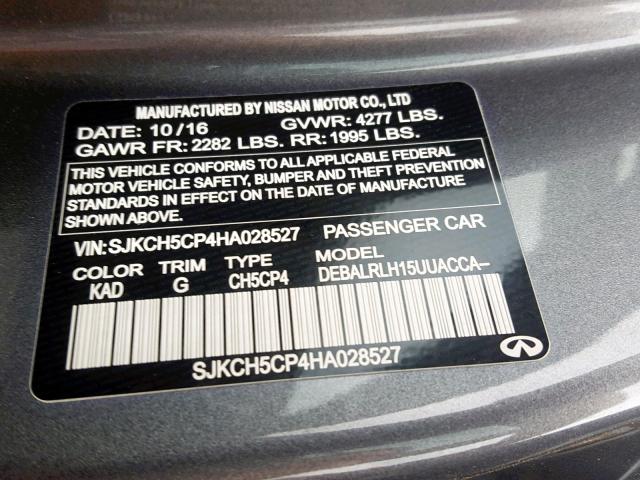 MANUFACTURED BY NISSAN MOTOR CO., LTD
DATE: 10/16 GVWR: 4277 LBS.
GAWR FR: 2282 LBS. RR: 1995 LBS.
THIS VEHICLE CONFORMS TO ALL APPLICABLE FEDERAL
MOTOR VEHICLE SAFETY, BUMPER AND THEFT PREVENTION
STANDARDS IN EFFECT ON THE DATE OF MANUFACTURE
SHOWN ABOVE.
VIN: SJKCH5CP4HA028527 PASSENGER CAR
COLOR TRIM TYPE MODEL
KAD G CH5CP4 DEBALRLH15UUACCA-
SJKCH5CP4HA028527